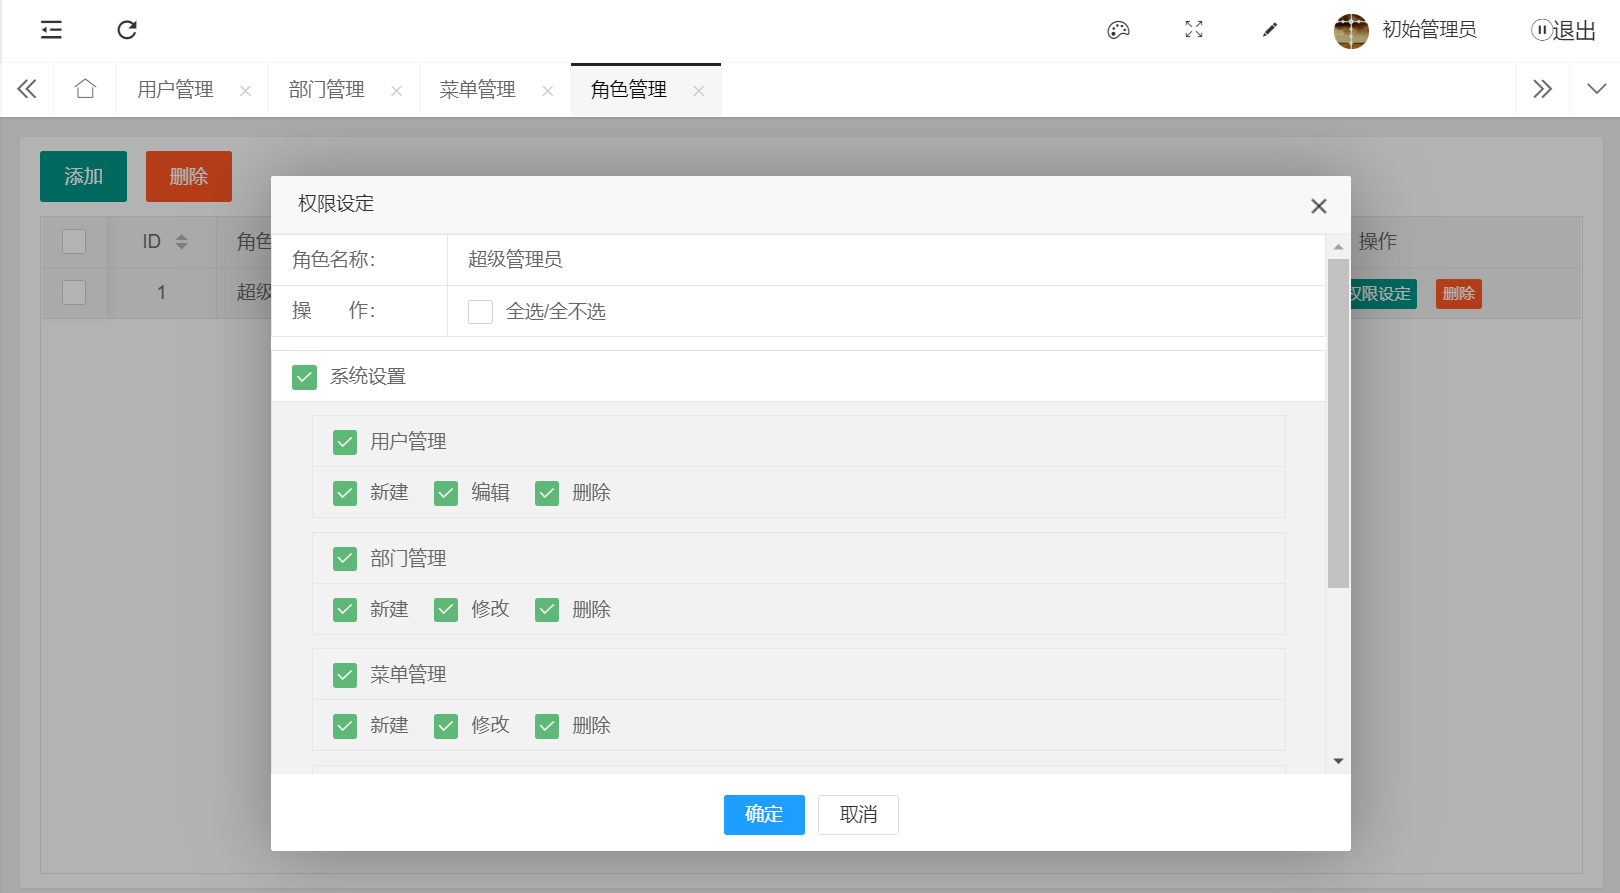 初始管理员
退出
用户管理
部门管理
菜单管理
角色管理
添加
删除
权限设定
ID
角色
操作
1
超级
权限设定
删除
角色名称：
超级管理员
操 作：
全选/全不选
系统设置
用户管理
新建 编辑 删除
部门管理
新建 修改 删除
菜单管理
新建 修改 删除
确定
取消